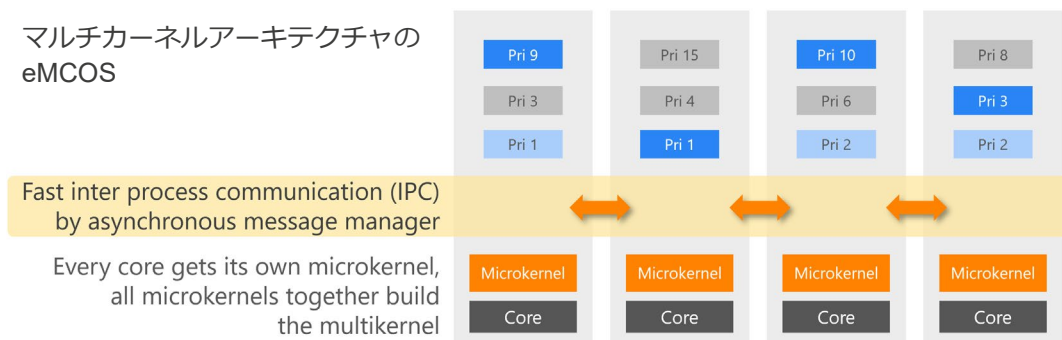 マルチカーネルアーキテクチャの
eMCOS
Pri 9
Pri 15
Pri 10
Pri 8
Pri 3
Pri 4
Pri 6
Pri 3
Pri 1
Pri 1
Pri 2
Pri 2
Fast inter process communication (IPC)
by asynchronous message manager
Every core gets its own microkernel,
all microkernels together build
the multikernel
Microkernel
Microkernel
Microkernel
Microkernel
Core
Core
Core
Core